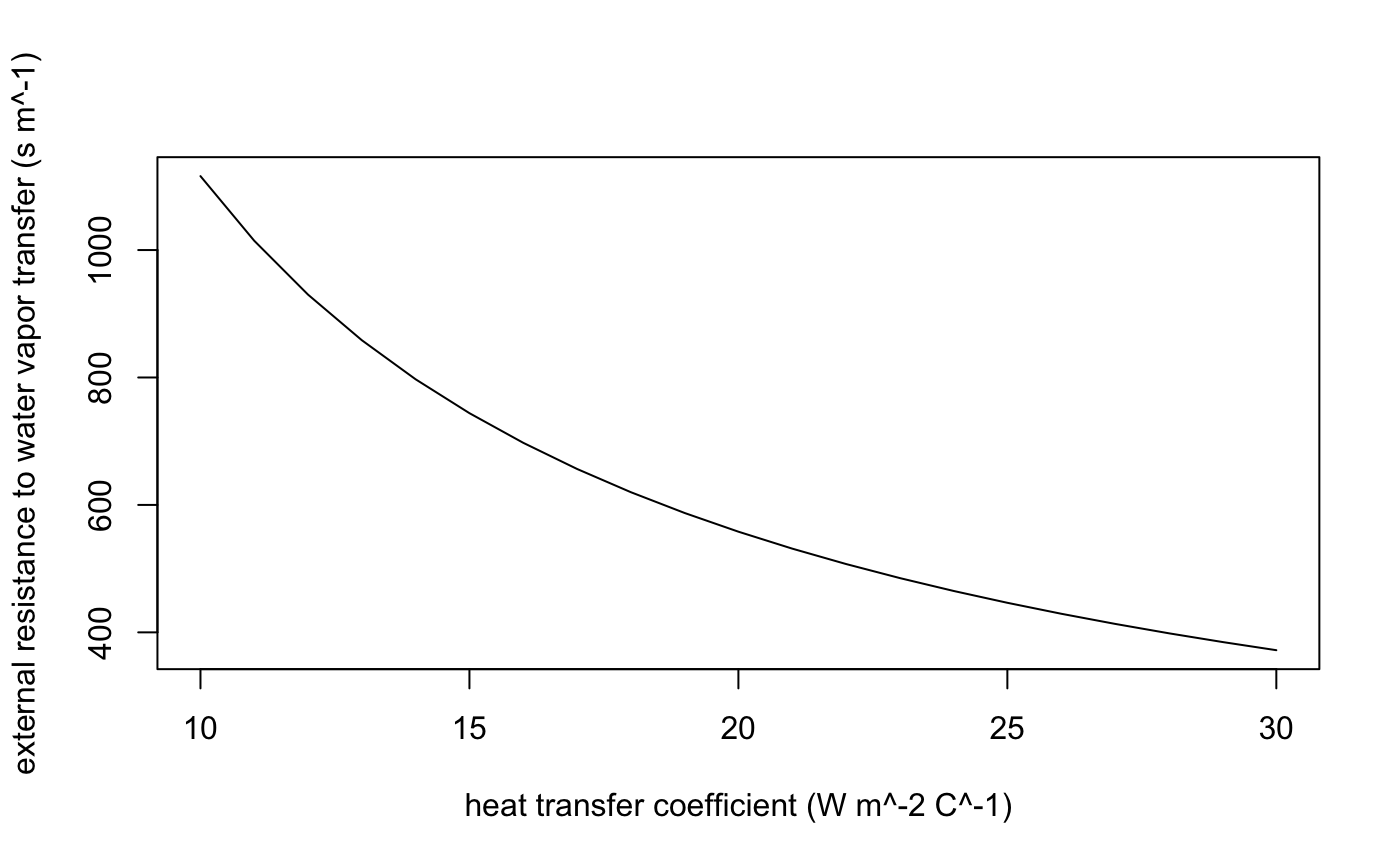 external resistance to water vapor transfer (s m^-1)
1000
800
600
400
10 15 20 25 30
heat transfer coefficient (W m^-2 C^-1)